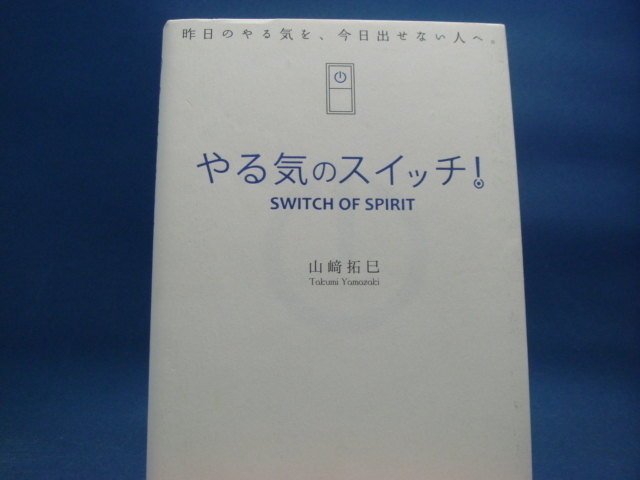 昨日のやる気を、今日出せない人へ。
やる気のスイッチ!
SWITCH OF SPIRIT
山﨑拓巳
Takumi Yamazaki